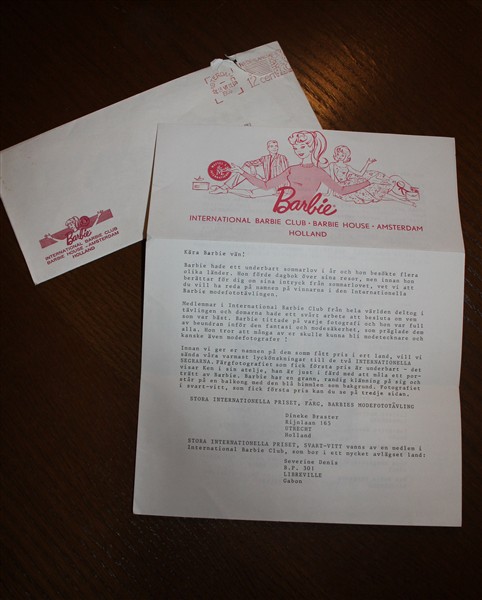 12 cent
Barbie
INTERNATIONAL BARBIE CLUB
BARBIE HOUSE - AMSTERDAM
HOLLAND
Barbie
INTERNATIONAL BARBIE CLUB - BARBIE HOUSE - AMSTERDAM
HOLLAND
Kära Barbie vän!
Barbie hade ett underbart sommarlov i år och hon besökte flera
olika länder. Hon förde dagbok över sina resor, men innan hon
berättar för dig om sina intryck från sommarlovet, vet vi att
du vill ha reda på namnen på vinnarna i den Internationella
Barbie modefototävlingen.
Medlemmar i International Barbie Club från hela världen deltog i
tävlingen och domarna hade ett svårt arbete att besluta om vem
som var bäst. Barbie tittade på varje fotografi och hon var full
av beundran inför den fantasi och modesäkerhet, som präglade dem
alla. Hon tror att många av er skulle kunna bli modetecknare och
kanske även modefotografer!
Innan vi ger er namnen på dem som fått pris i ert land, vill vi
sända våra varmast lyckönskningar till de två INTERNATIONELLA
SEGRARNA. Färgfotografiet som fick första pris är underbart - det
visar Ken i sin atelje, han är just i färd med att måla ett por-
trätt av Barbie. Barbie har en grann, randig klänning på sig och
står på en balkong med den blå himlen som bakgrund. Fotografiet
i svart-vitt, som fick första pris kan du se på tredje sidan.
STORA INTERNATIONELLA PRISET, FÄRG, BARBIES MODEFOTOTÄVLING
Dineke Braster
Rijnlaan 163
UTRECHT
Holland
STORA INTERNATIONELLA PRISET, SVART-VITT vanns av en medlem i
International Barbie Club, som bor i ett mycket avlägset land:
Severine Denis
B.P. 301
LIBREVILLE
Gabon